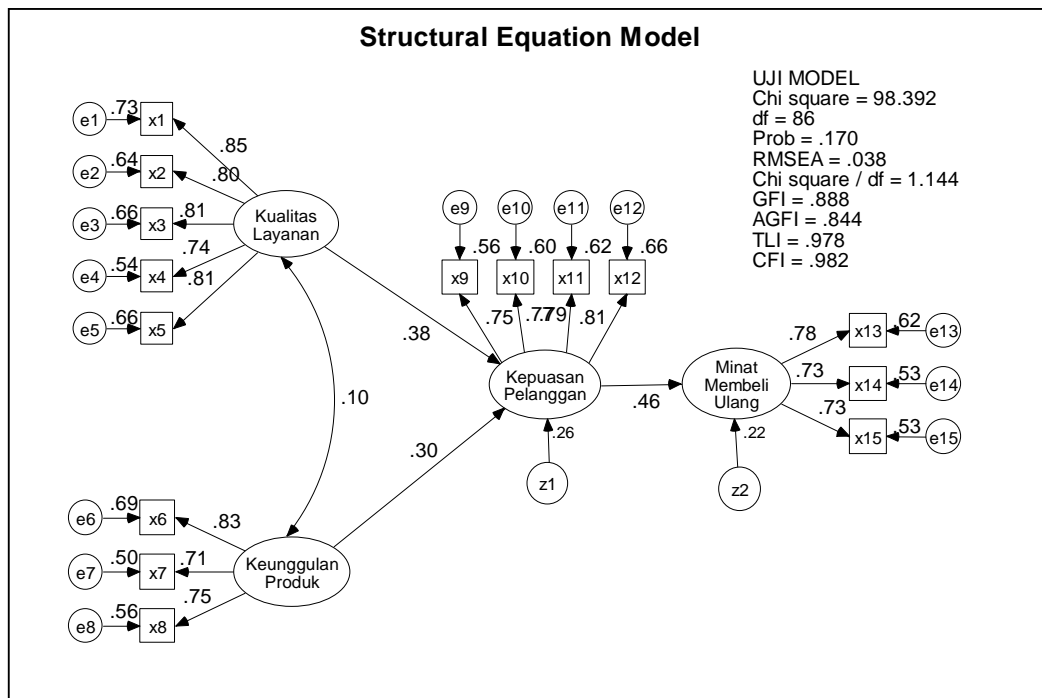 Structural Equation Model
UJI MODEL
Chi square = 98.392
df = 86
Prob = .170
RMSEA = .038
Chi square / df = 1.144
GFI = .888
AGFI = .844
TLI = .978
CFI = .982
e1 .73 x1
.85
e2 .64 x2
.80
e3 .66 x3 .81
e4 .54 x4 .74
e5 .66 x5 .81
Kualitas
Layanan
.38
.10
.30
e6 .69 x6 .83
e7 .50 x7 .71
e8 .56 x8 .75
Keunggulan
Produk
e9 e10 e11 e12
.56 .60 .62 .66
x9 x10 x11 x12
.75 .77 .79 .81
Kepuasan
Pelanggan
.26
z1
.46
Minat
Membeli
Ulang
.22
z2
.78 x13 .62 e13
.73 x14 .53 e14
.73 x15 .53 e15